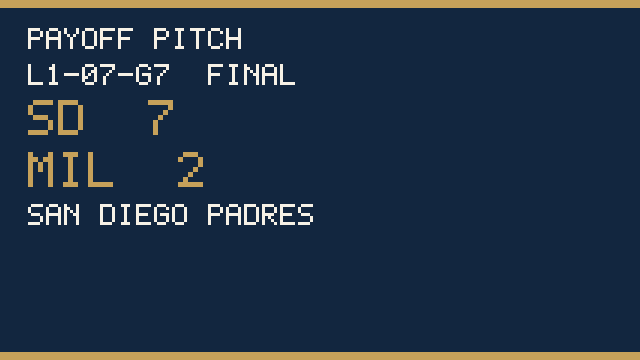 PAYOFF PITCH
L1-07-G7  FINAL
SD  7
MIL  2
SAN DIEGO PADRES